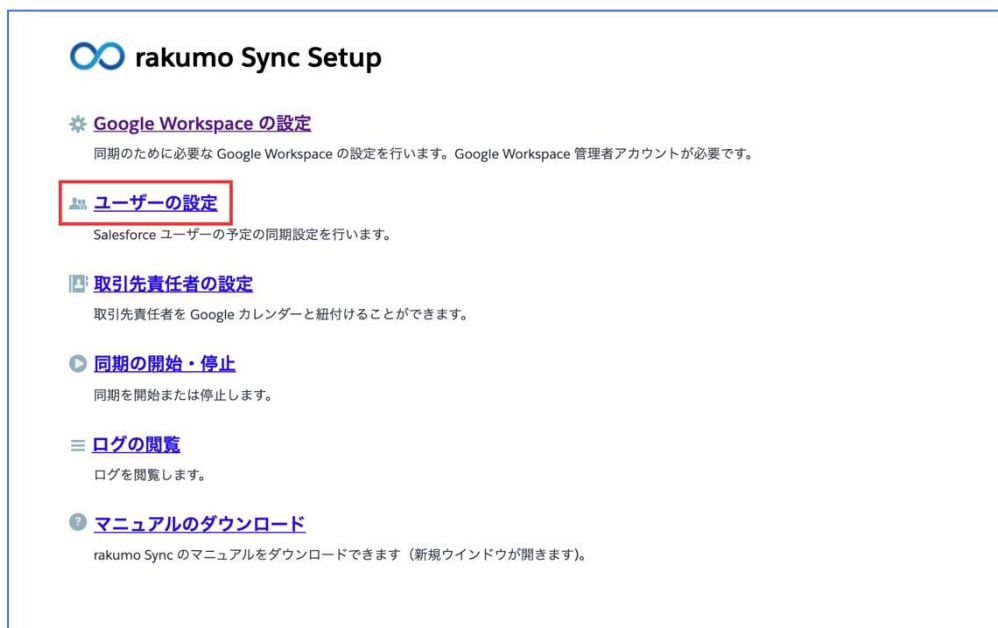 rakumo Sync Setup
Google Workspace の設定
同期のために必要な Google Workspace の設定を行います。Google Workspace 管理者アカウントが必要です。
ユーザーの設定
Salesforce ユーザーの予定の同期設定を行います。
取引先責任者の設定
取引先責任者を Google カレンダーと紐付けることができます。
同期の開始・停止
同期を開始または停止します。
ログの閲覧
ログを閲覧します。
マニュアルのダウンロード
rakumo Sync のマニュアルをダウンロードできます（新規ウインドウが開きます)。